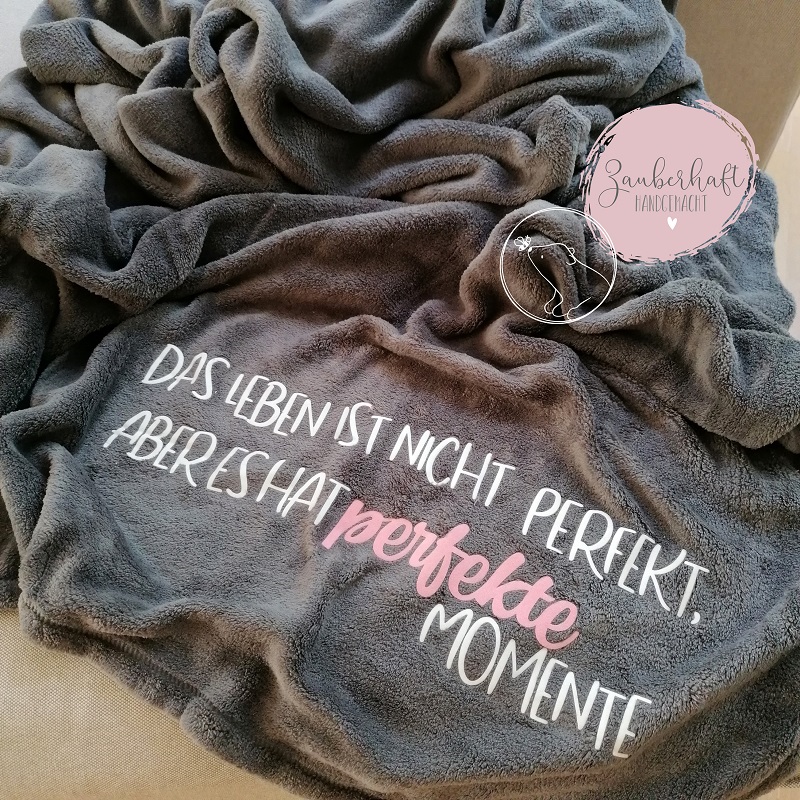 Zauberhaft
HANDGEMACHT
DAS LEBEN IST NICHT PERFEKT,
ABER ES HAT perfekte
MOMENTE